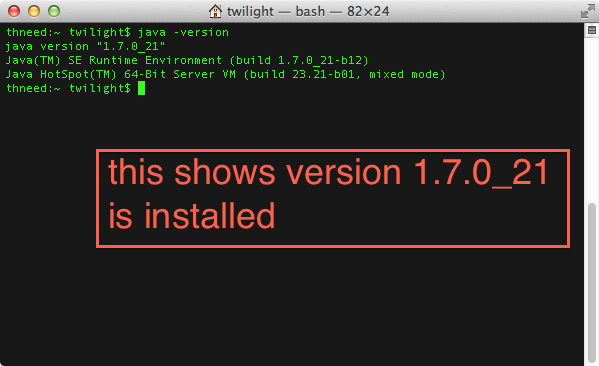 twilight — bash — 82×24
thneed:~ twilight$ java -version
java version "1.7.0_21"
Java(TM) SE Runtime Environment (build 1.7.0_21-b12)
Java HotSpot(TM) 64-Bit Server VM (build 23.21-b01, mixed mode)
thneed:~ twilight$
this shows version 1.7.0_21
is installed